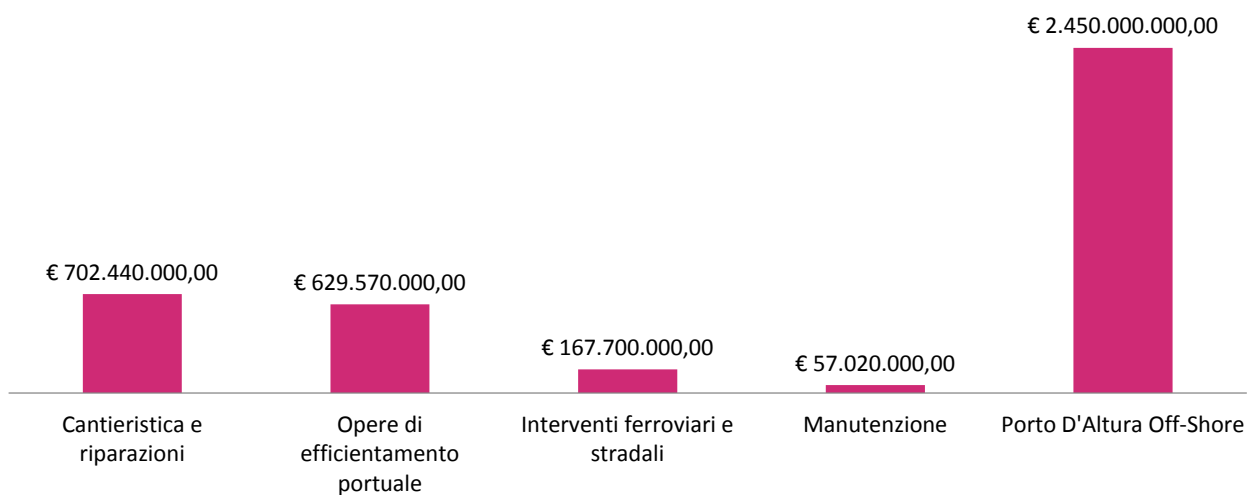 € 2.450.000.000,00
€ 702.440.000,00
€ 629.570.000,00
€ 167.700.000,00
€ 57.020.000,00
Cantieristica e
riparazioni
Opere di
efficientamento
portuale
Interventi ferroviari e
stradali
Manutenzione
Porto D'Altura Off-Shore